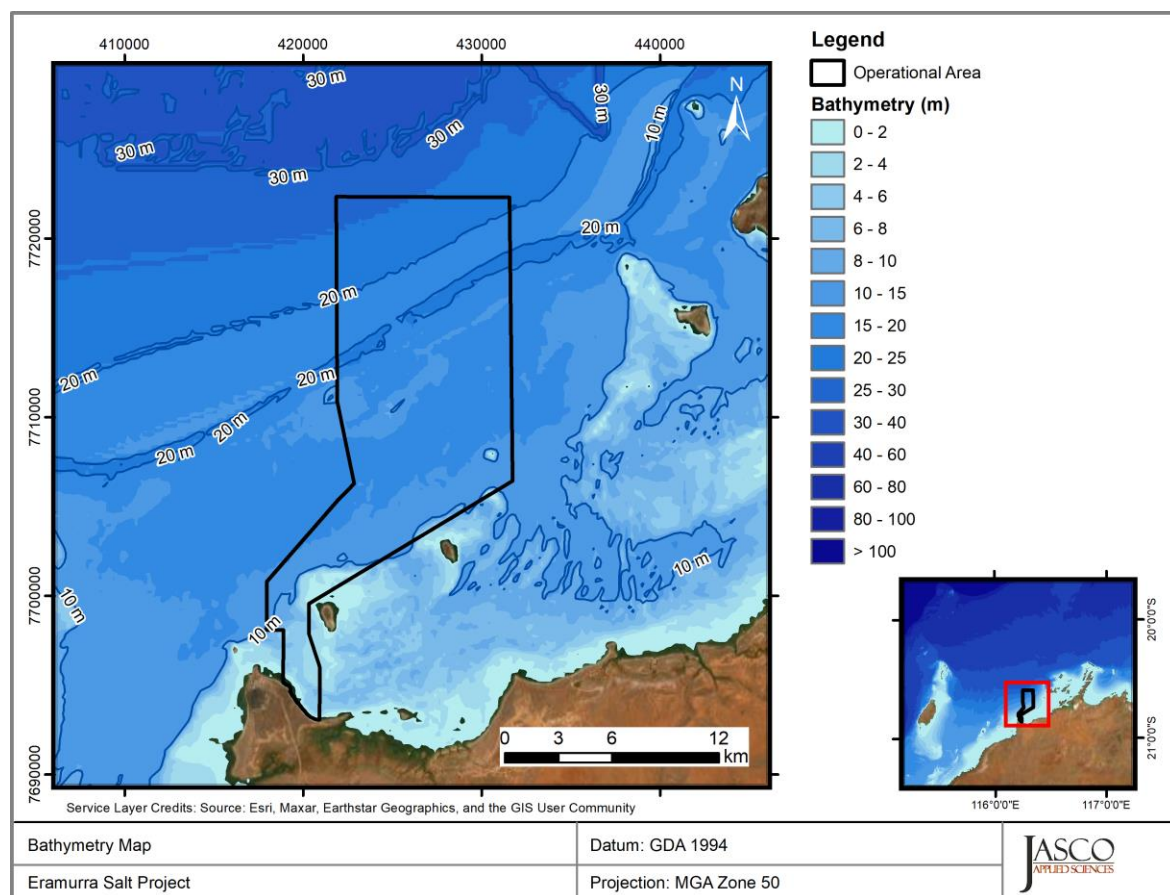 410000
420000
430000
440000
7720000
7710000
7700000
7690000
30 m
30 m
30 m
30 m
30 m
10 m
20 m
20 m
20 m
20 m
20 m
20 m
20 m
10 m
10 m
10 m
N
0 3 6 12
km
Legend
Operational Area
Bathymetry (m)
0 - 2
2 - 4
4 - 6
6 - 8
8 - 10
10 - 15
15 - 20
20 - 25
25 - 30
30 - 40
40 - 60
60 - 80
80 - 100
> 100
20°0'0"S
21°0'0"S
116°0'0"E
117°0'0"E
Service Layer Credits: Source: Esri, Maxar, Earthstar Geographics, and the GIS User Community
Bathymetry Map
Datum: GDA 1994
Eramurra Salt Project
Projection: MGA Zone 50
JASCO
APPLIED SCIENCES